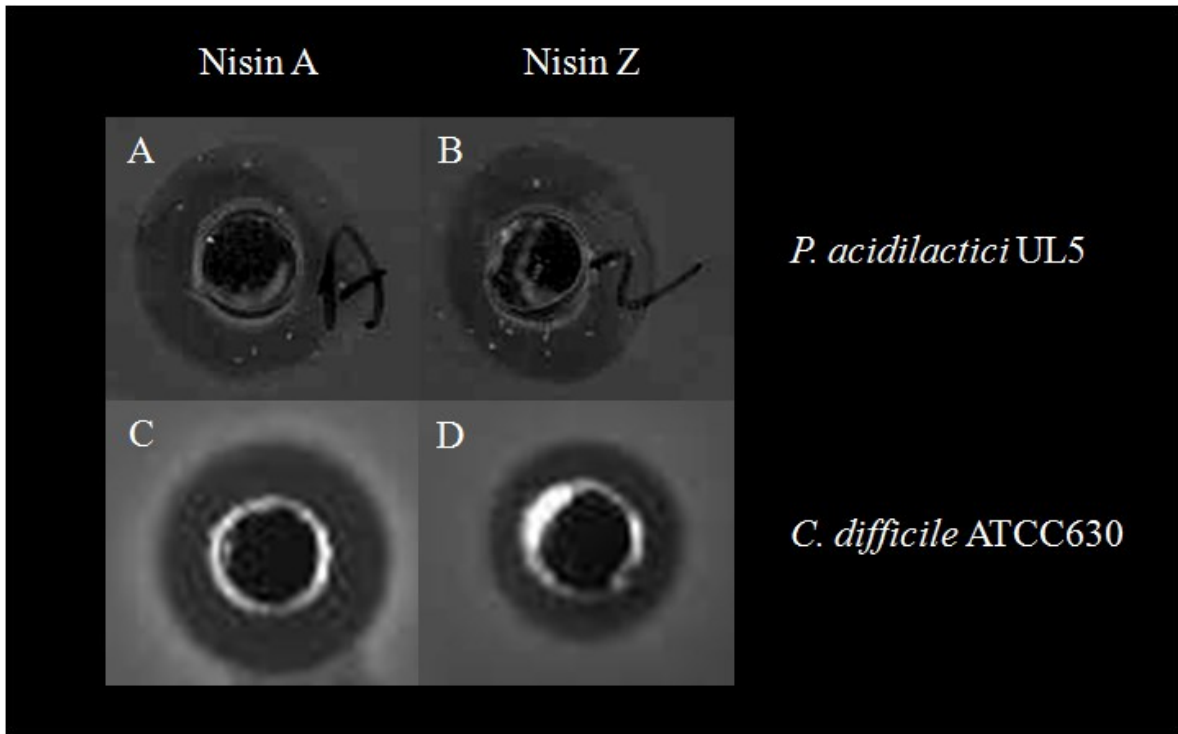 Nisin A
Nisin Z
A
B
A
P. acidilactici UL5
C
D
C. difficile ATCC630